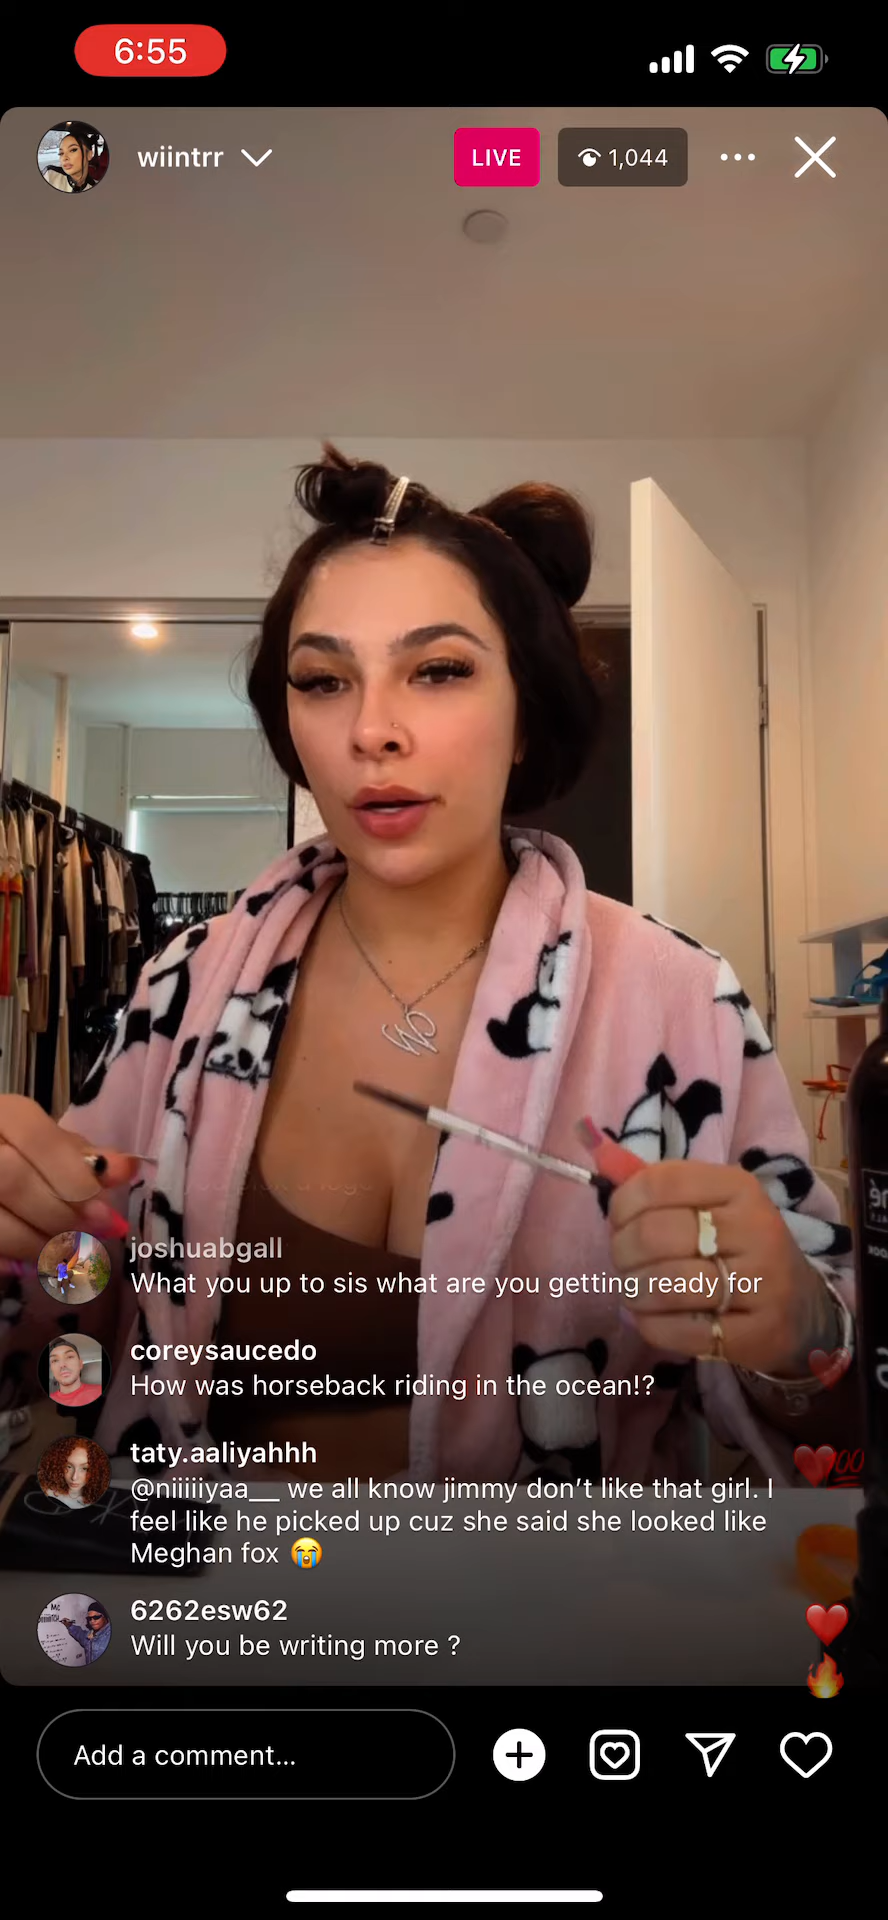 6:55
wiintrr
LIVE
1,044
joshuabgall
What you up to sis what are you getting ready for
coreysaucedo
How was horseback riding in the ocean!?
taty.aaliyahhh
@niiiiiyaa__ we all know jimmy don't like that girl. I
feel like he picked up cuz she said she looked like
Meghan fox 😭
6262esw62
Will you be writing more ?
Add a comment...